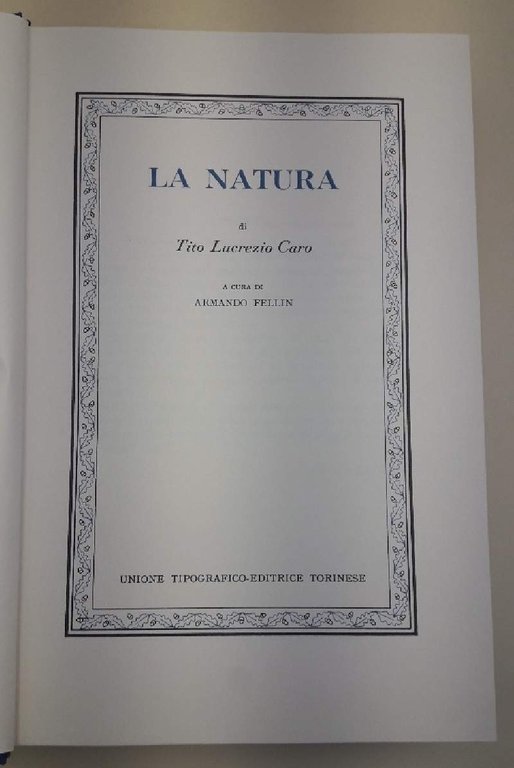 LA NATURA
di
Tito Lucrezio Caro
A CURA DI
ARMANDO FELLIN
UNIONE TIPOGRAFICO-EDITRICE TORINESE